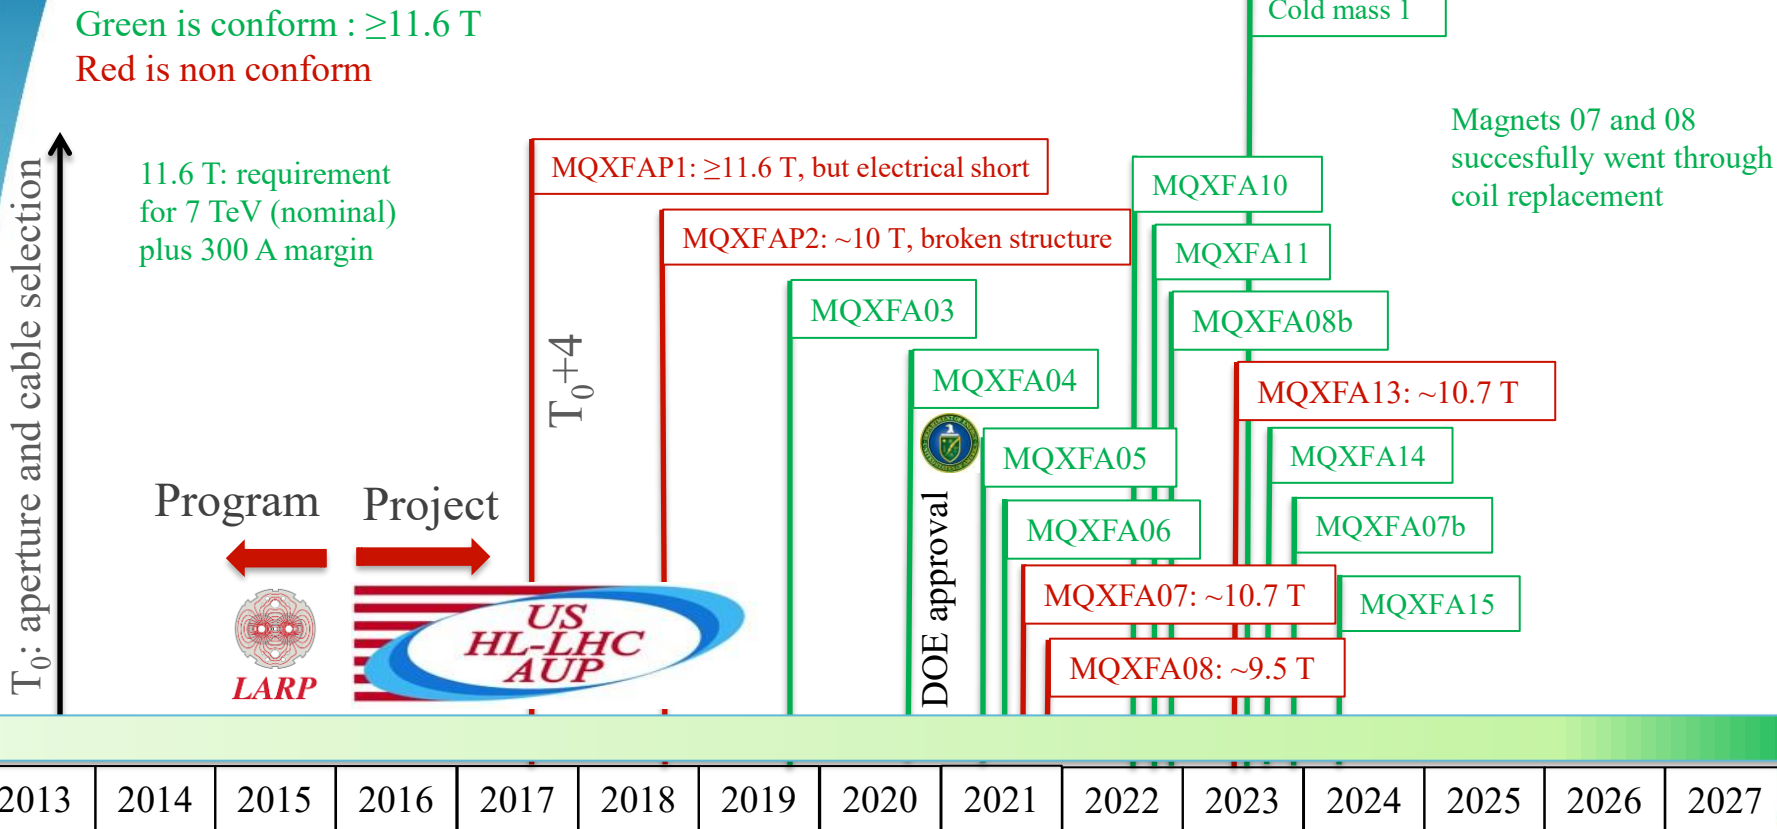 Green is conform : ≥11.6 T
Red is non conform
Cold mass 1
Magnets 07 and 08
succesfully went through
coil replacement
11.6 T: requirement
for 7 TeV (nominal)
plus 300 A margin
T0: aperture and cable selection
MQXFAP1: ≥11.6 T, but electrical short
MQXFAP2: ~10 T, broken structure
T0+4
MQXFA03
MQXFA04
MQXFA05
MQXFA06
MQXFA07: ~10.7 T
MQXFA08: ~9.5 T
MQXFA10
MQXFA11
MQXFA08b
MQXFA13: ~10.7 T
MQXFA14
MQXFA07b
MQXFA15
DOE approval
Program
Project
LARP
US
HL-LHC
AUP
2013 2014 2015 2016 2017 2018 2019 2020 2021 2022 2023 2024 2025 2026 2027